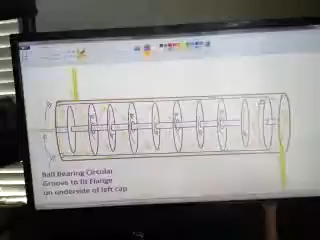 Ball Bearing Circular
Groove to fit Flange
on underside of left cap